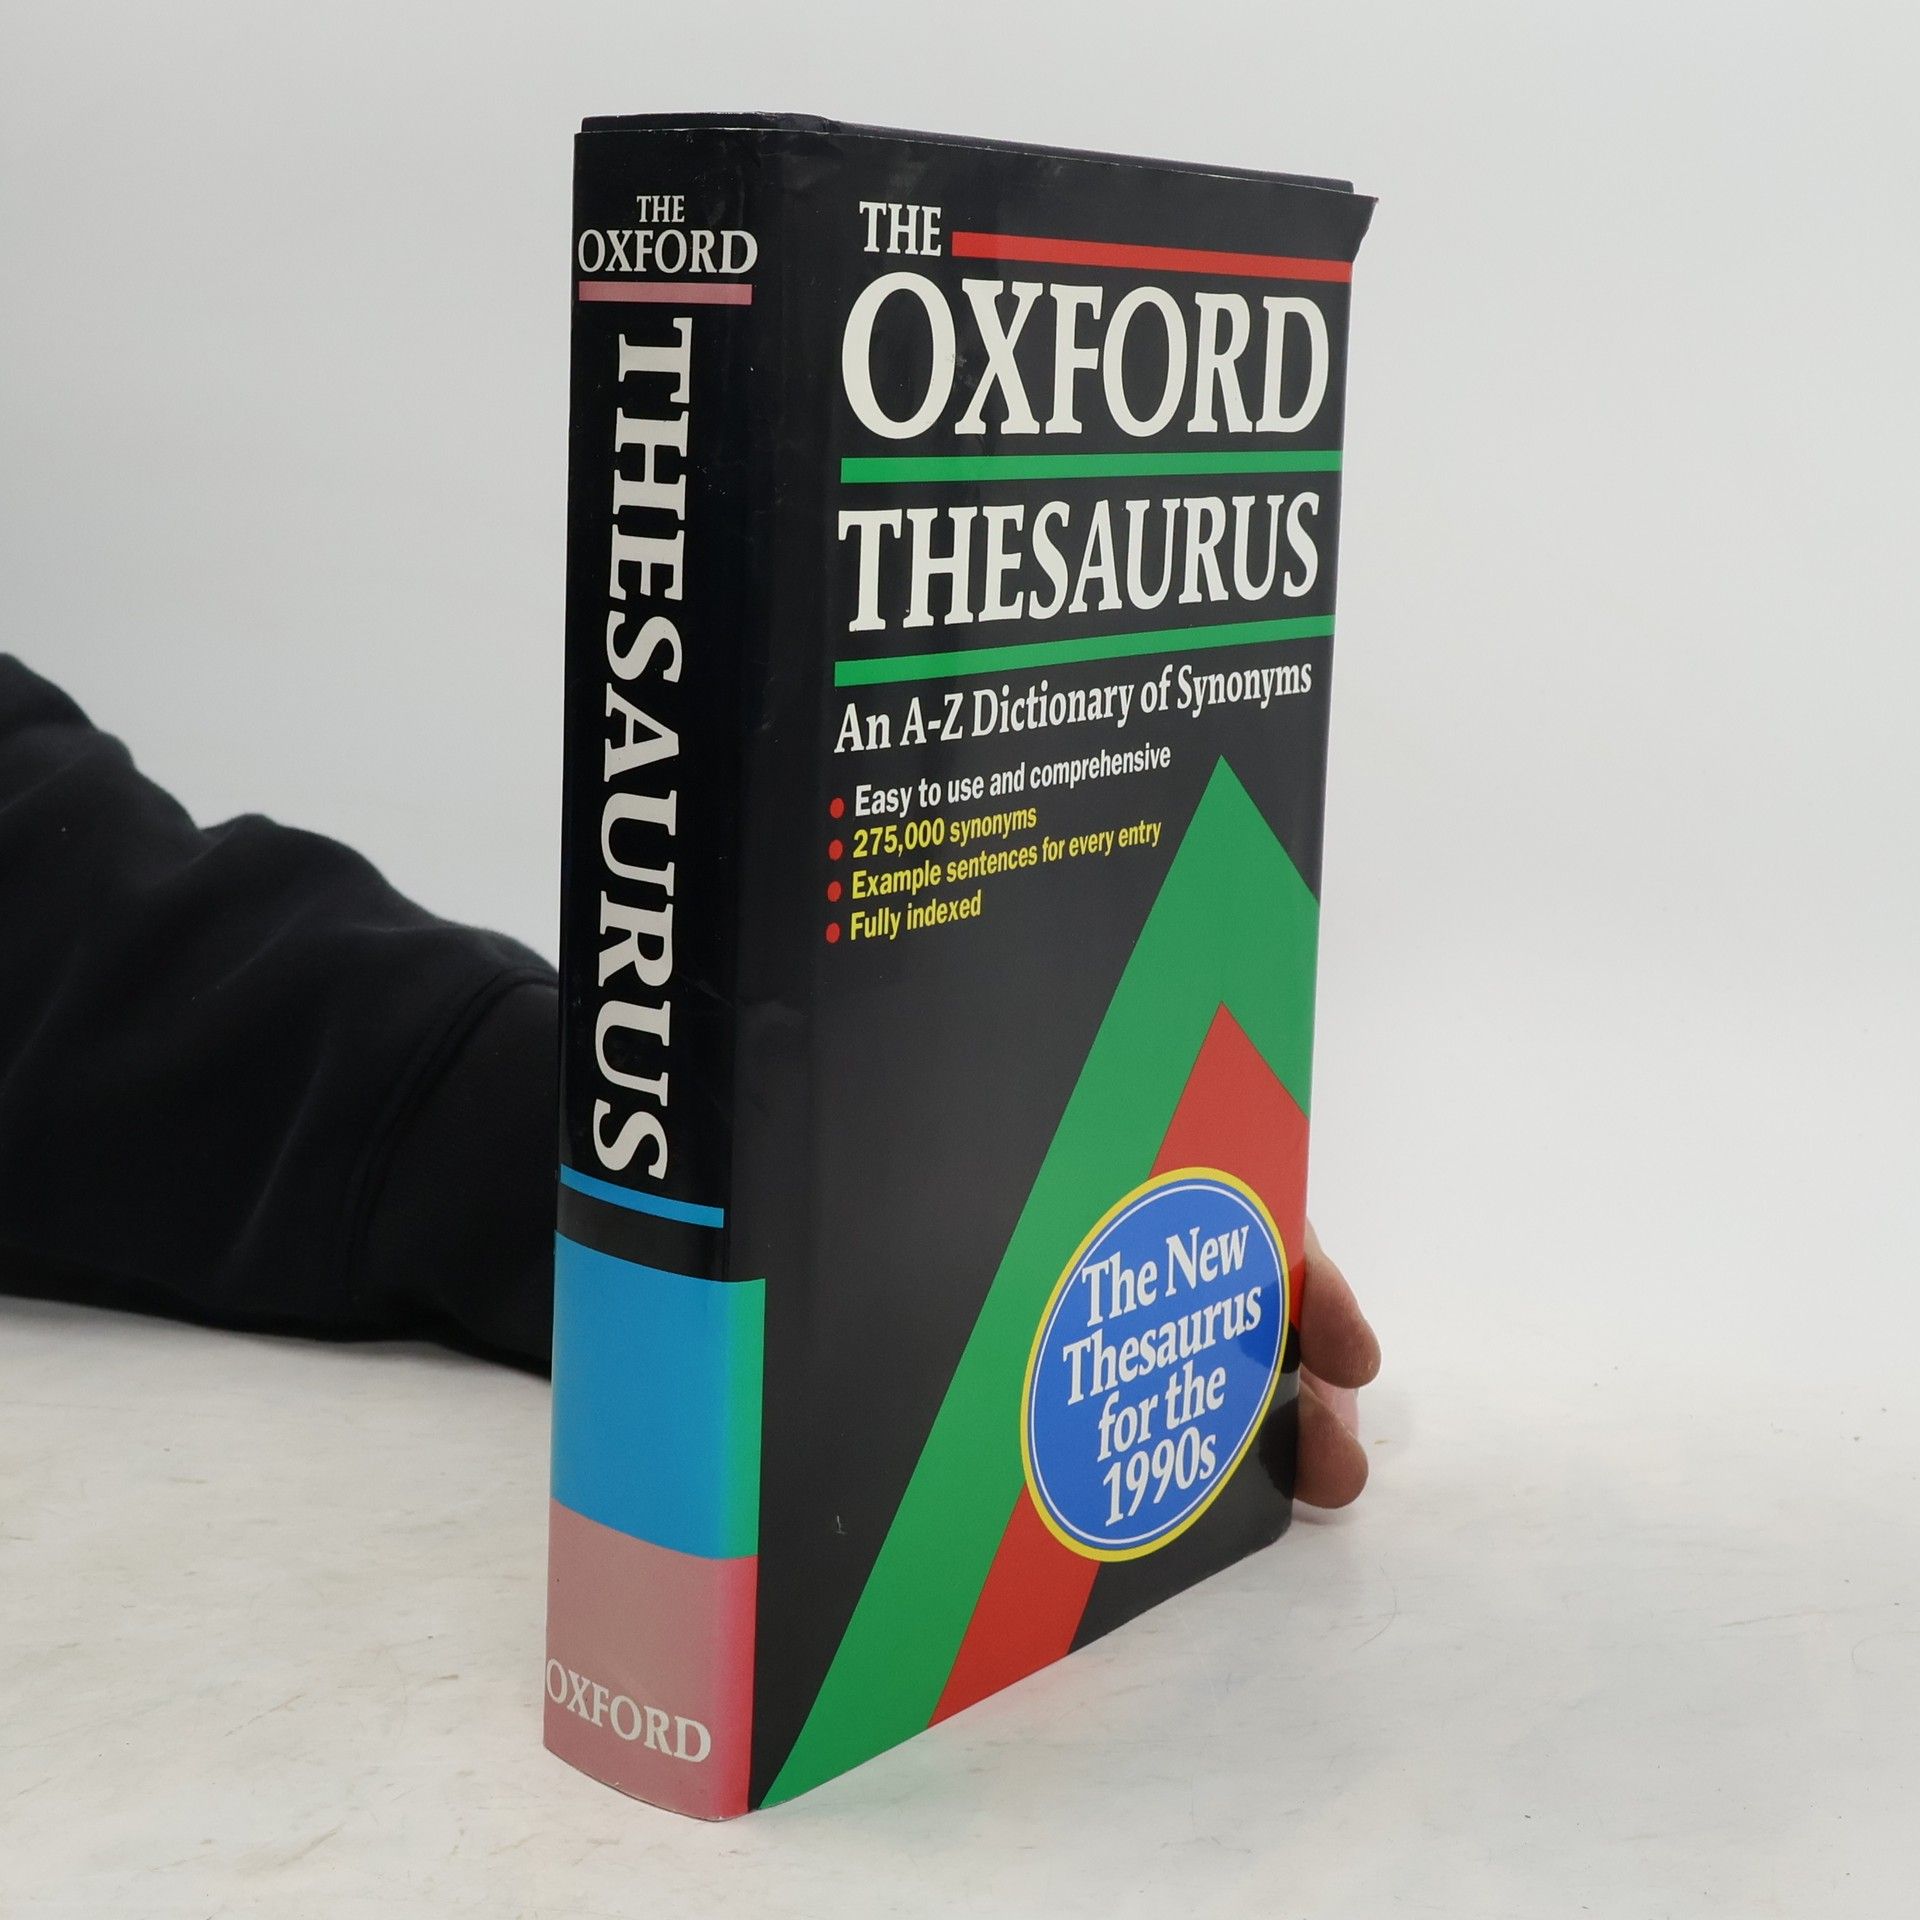 THE
OXFORD
THESAURUS
OXFORD
THE
OXFORD
THESAURUS
An A-Z Dictionary of Synonyms
Easy to use and comprehensive
275,000 synonyms
Example sentences for every entry
Fully indexed
The New
Thesaurus
for the
1990s